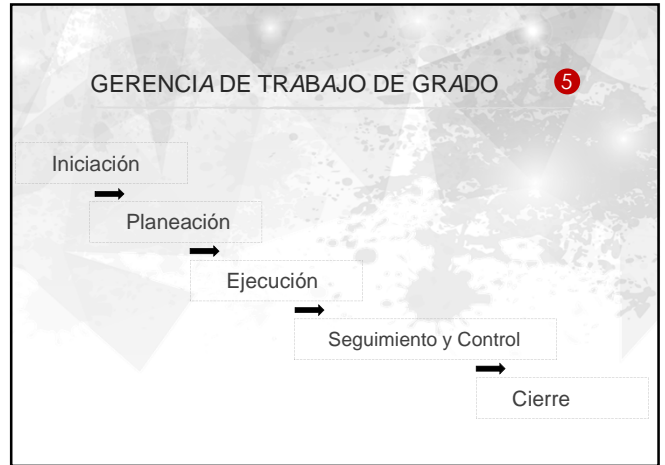 GERENCIA DE TRABAJO DE GRADO 5
Iniciación
Planeación
Ejecución
Seguimiento y Control
Cierre